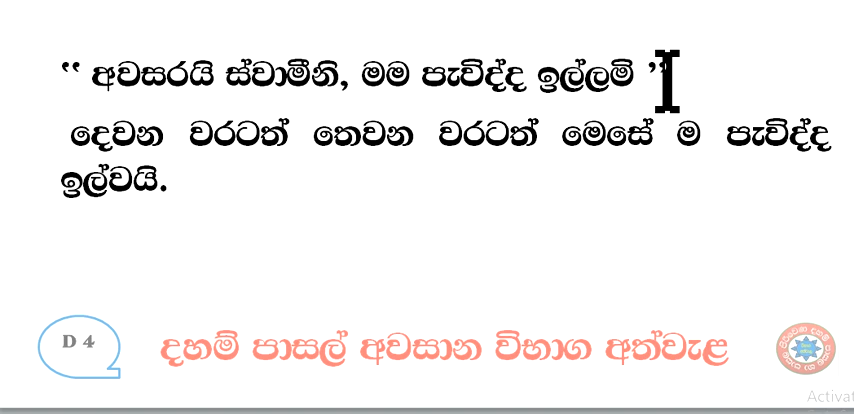 “ අවසරයි ස්වාමීනි, මම පැවිද්ද ඉල්ලමි ”
දෙවන වරටත් තෙවන වරටත් මෙසේ ම පැවිද්ද
ඉල්වයි.
D 4
දහම් පාසල් අවසාන විභාග අත්වැළ
Activat